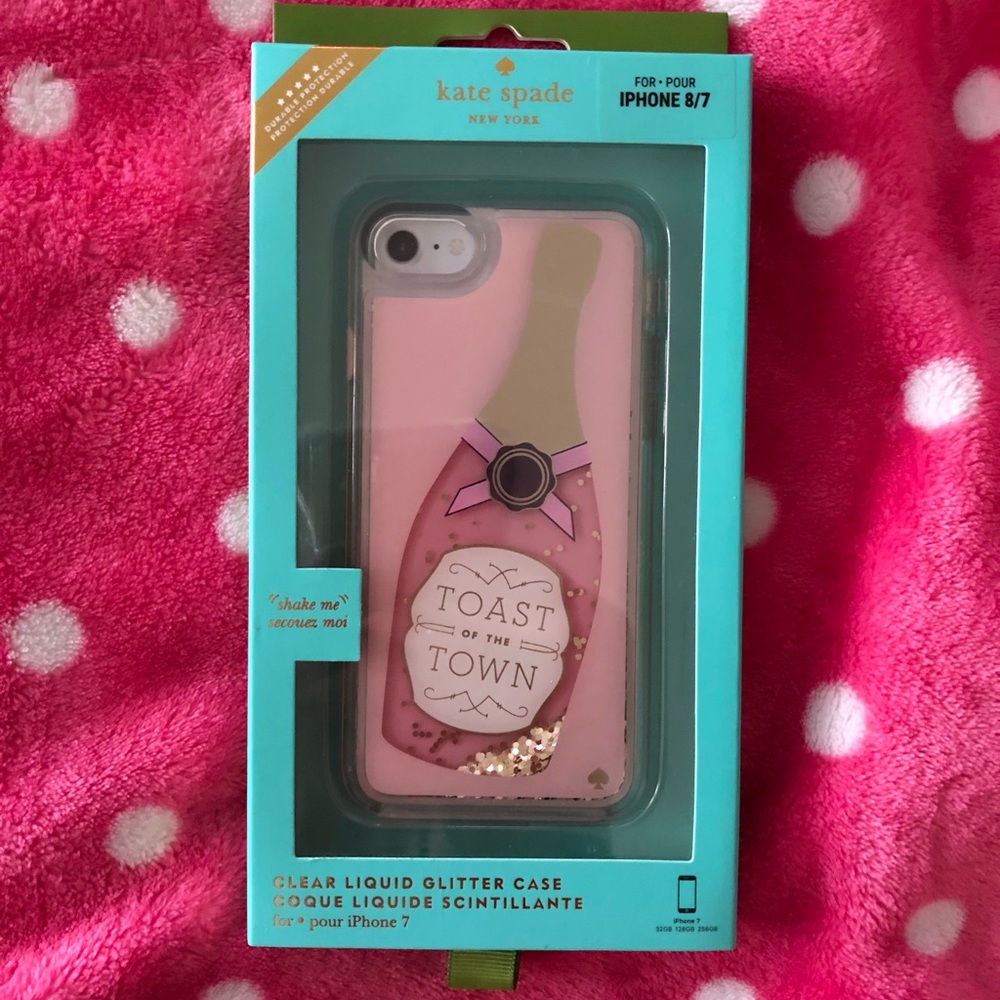 ★★★★★
DURABLE PROTECTION
PROTECTION DURABLE
kate spade
NEW YORK
FOR • POUR
IPHONE 8/7
"shake me"
secouez moi
TOAST
OF THE
TOWN
CLEAR LIQUID GLITTER CASE
COQUE LIQUIDE SCINTILLANTE
for • pour iPhone 7
iPhone 7
32GB 128GB 256GB